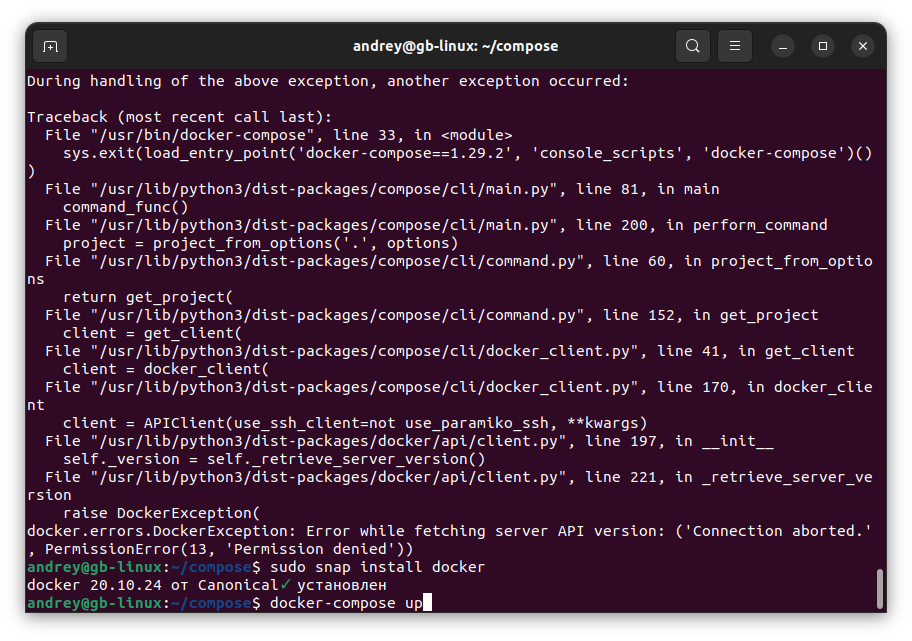 andrey@gb-linux: ~/compose
During handling of the above exception, another exception occurred:
Traceback (most recent call last):
File "/usr/bin/docker-compose", line 33, in <module>
sys.exit(load_entry_point('docker-compose==1.29.2', 'console_scripts', 'docker-compose')()
)
File "/usr/lib/python3/dist-packages/compose/cli/main.py", line 81, in main
command_func()
File "/usr/lib/python3/dist-packages/compose/cli/main.py", line 200, in perform_command
project = project_from_options('.', options)
File "/usr/lib/python3/dist-packages/compose/cli/command.py", line 60, in project_from_optio
ns
return get_project(
File "/usr/lib/python3/dist-packages/compose/cli/command.py", line 152, in get_project
client = get_client(
File "/usr/lib/python3/dist-packages/compose/cli/docker_client.py", line 41, in get_client
client = docker_client(
File "/usr/lib/python3/dist-packages/compose/cli/docker_client.py", line 170, in docker_clie
nt
client = APIClient(use_ssh_client=not use_paramiko_ssh, **kwargs)
File "/usr/lib/python3/dist-packages/docker/api/client.py", line 197, in __init__
self._version = self._retrieve_server_version()
File "/usr/lib/python3/dist-packages/docker/api/client.py", line 221, in _retrieve_server_ve
rsion
raise DockerException(
docker.errors.DockerException: Error while fetching server API version: ('Connection aborted.'
, PermissionError(13, 'Permission denied'))
andrey@gb-linux:~/compose$ sudo snap install docker
docker 20.10.24 от Canonical✓ установлен
andrey@gb-linux:~/compose$ docker-compose up